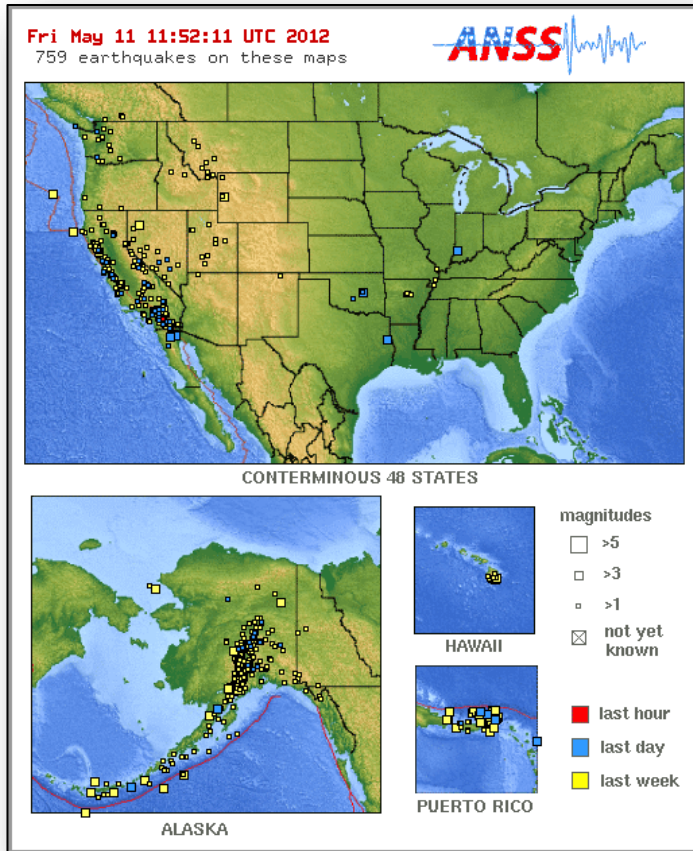 Fri May 11 11:52:11 UTC 2012
759 earthquakes on these maps
ANSS
CONTERMINOUS 48 STATES
magnitudes
>5
>3
>1
not yet
known
HAWAII
last hour
last day
last week
PUERTO RICO
ALASKA